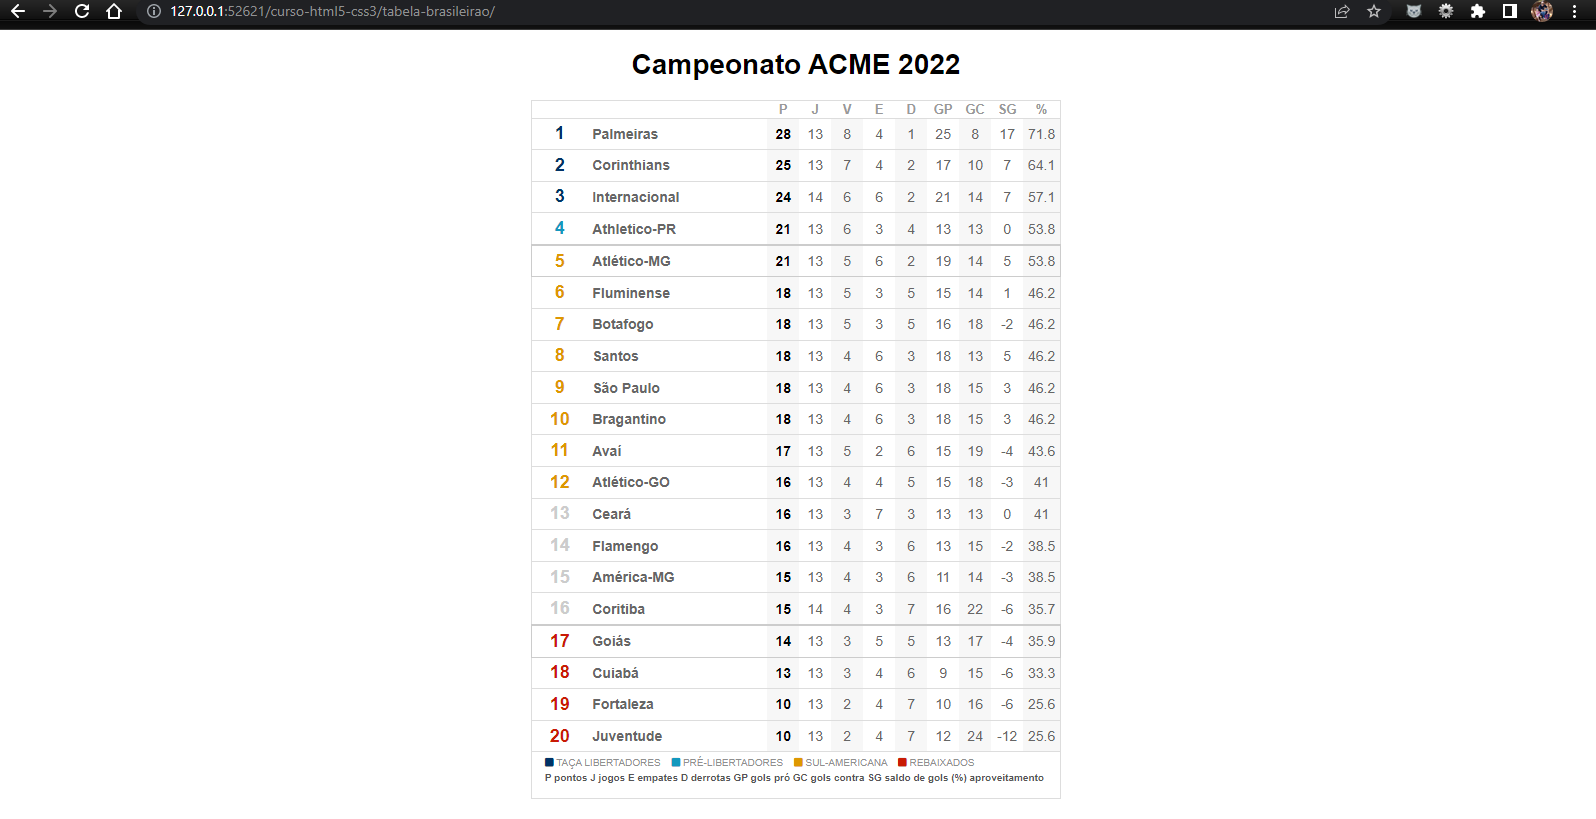 127.0.0.1:52621/curso-html5-css3/tabela-brasileirao/
Campeonato ACME 2022
P J V E D GP GC SG %
1 Palmeiras 28 13 8 4 1 25 8 17 71.8
2 Corinthians 25 13 7 4 2 17 10 7 64.1
3 Internacional 24 14 6 6 2 21 14 7 57.1
4 Athletico-PR 21 13 6 3 4 13 13 0 53.8
5 Atlético-MG 21 13 5 6 2 19 14 5 53.8
6 Fluminense 18 13 5 3 5 15 14 1 46.2
7 Botafogo 18 13 5 3 5 16 18 -2 46.2
8 Santos 18 13 4 6 3 18 13 5 46.2
9 São Paulo 18 13 4 6 3 18 15 3 46.2
10 Bragantino 18 13 4 6 3 18 15 3 46.2
11 Avaí 17 13 5 2 6 15 19 -4 43.6
12 Atlético-GO 16 13 4 4 5 15 18 -3 41
13 Ceará 16 13 3 7 3 13 13 0 41
14 Flamengo 16 13 4 3 6 13 15 -2 38.5
15 América-MG 15 13 4 3 6 11 14 -3 38.5
16 Coritiba 15 14 4 3 7 16 22 -6 35.7
17 Goiás 14 13 3 5 5 13 17 -4 35.9
18 Cuiabá 13 13 3 4 6 9 15 -6 33.3
19 Fortaleza 10 13 2 4 7 10 16 -6 25.6
20 Juventude 10 13 2 4 7 12 24 -12 25.6
TAÇA LIBERTADORES PRÉ-LIBERTADORES SUL-AMERICANA REBAIXADOS
P pontos J jogos E empates D derrotas GP gols pró GC gols contra SG saldo de gols (%) aproveitamento